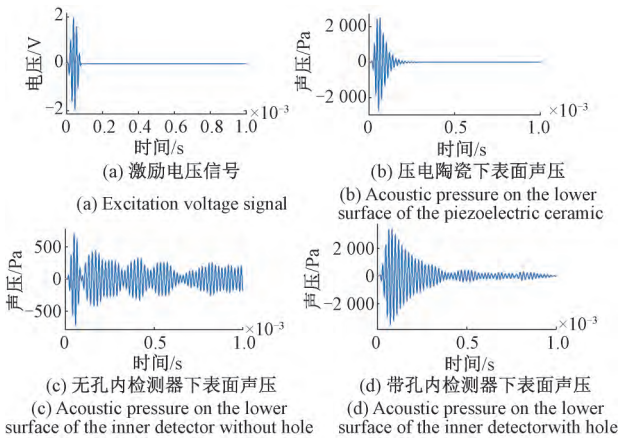 2
0
−2
电压/V
0 0.2 0.4 0.6 0.8 1.0
×10⁻³
时间/s
(a) 激励电压信号
(a) Excitation voltage signal
2 000
0
−2 000
声压/Pa
0 0.5 1.0
×10⁻³
时间/s
(b) 压电陶瓷下表面声压
(b) Acoustic pressure on the lower
surface of the piezoelectric ceramic
500
0
−500
声压/Pa
0 0.5 1.0
×10⁻³
时间/s
(c) 无孔内检测器下表面声压
(c) Acoustic pressure on the lower
surface of the inner detector without hole
2 000
0
−2 000
声压/Pa
0 0.5 1.0
×10⁻³
时间/s
(d) 带孔内检测器下表面声压
(d) Acoustic pressure on the lower
surface of the inner detectorwith hole